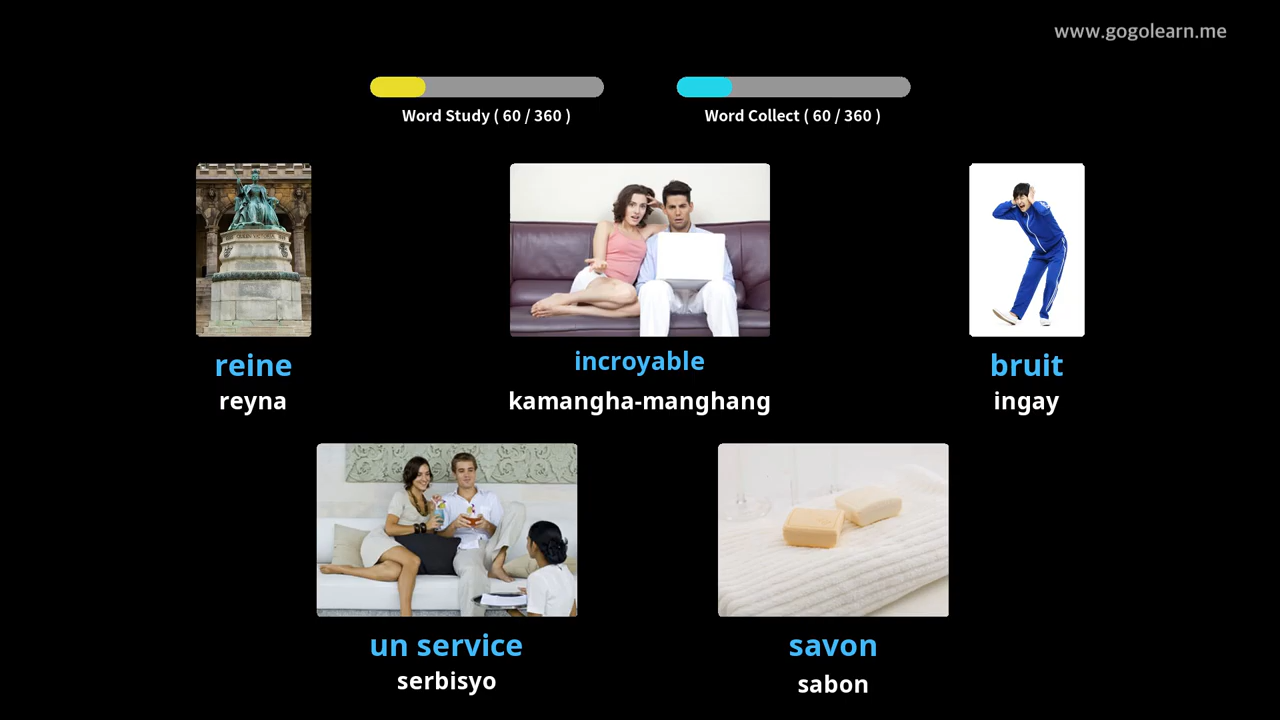 www.gogolearn.me
Word Study ( 60 / 360 )
Word Collect ( 60 / 360 )
reine
reyna
incroyable
kamangha-manghang
bruit
ingay
un service
serbisyo
savon
sabon